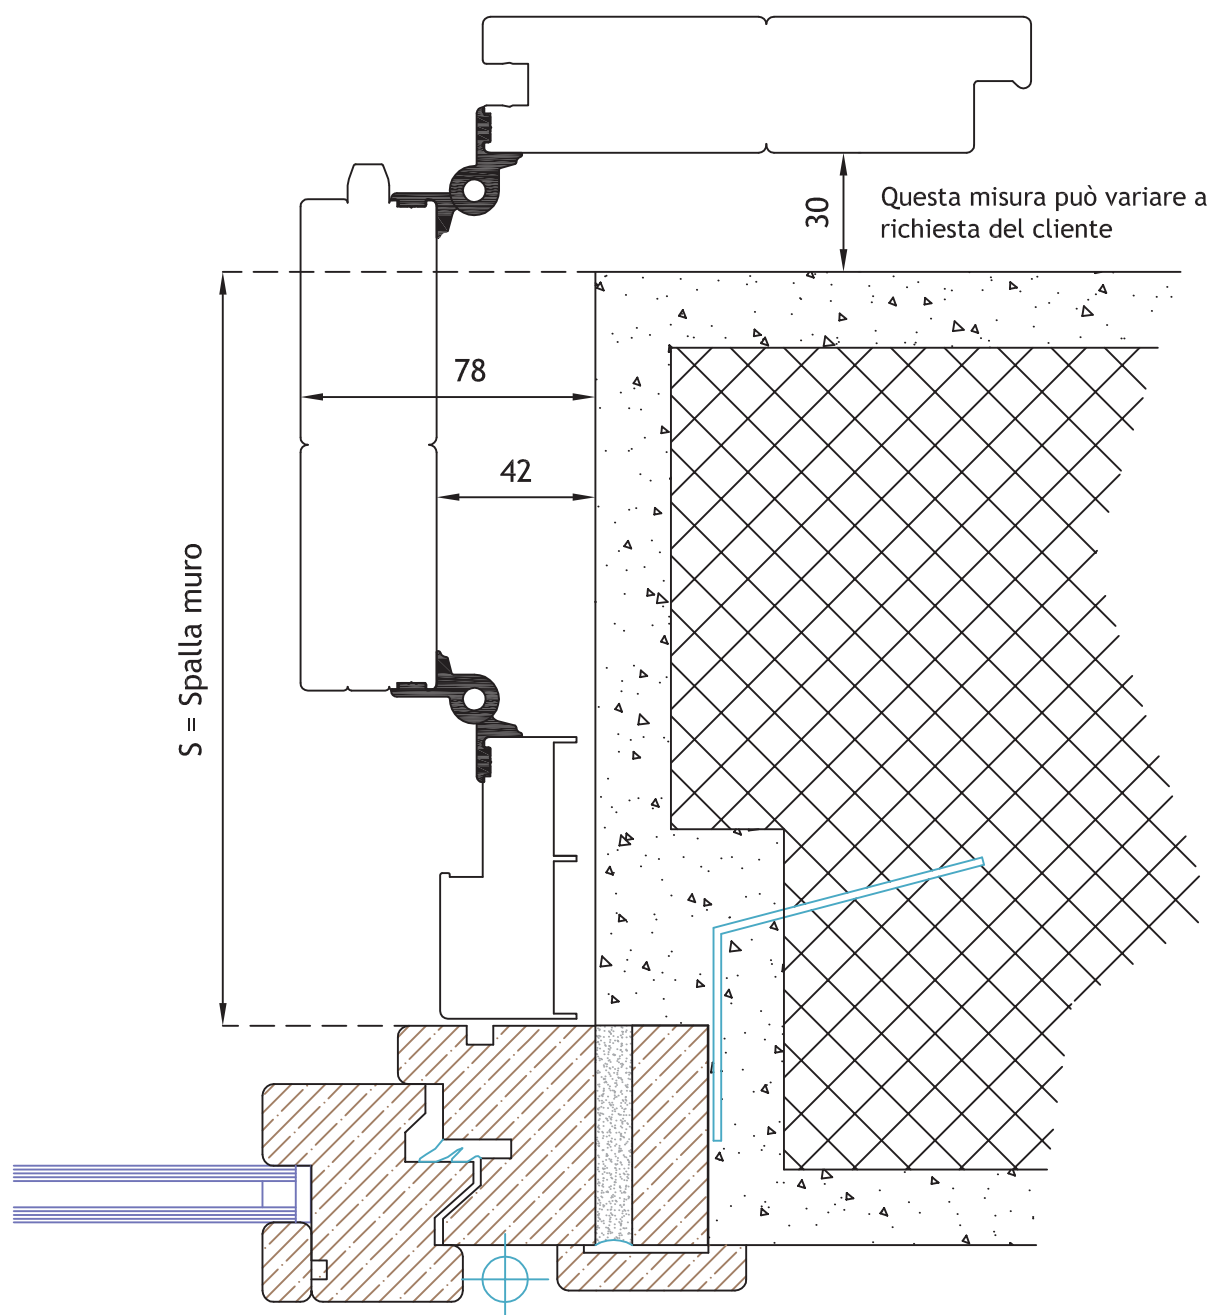 30
Questa misura può variare a
richiesta del cliente
78
42
S = Spalla muro